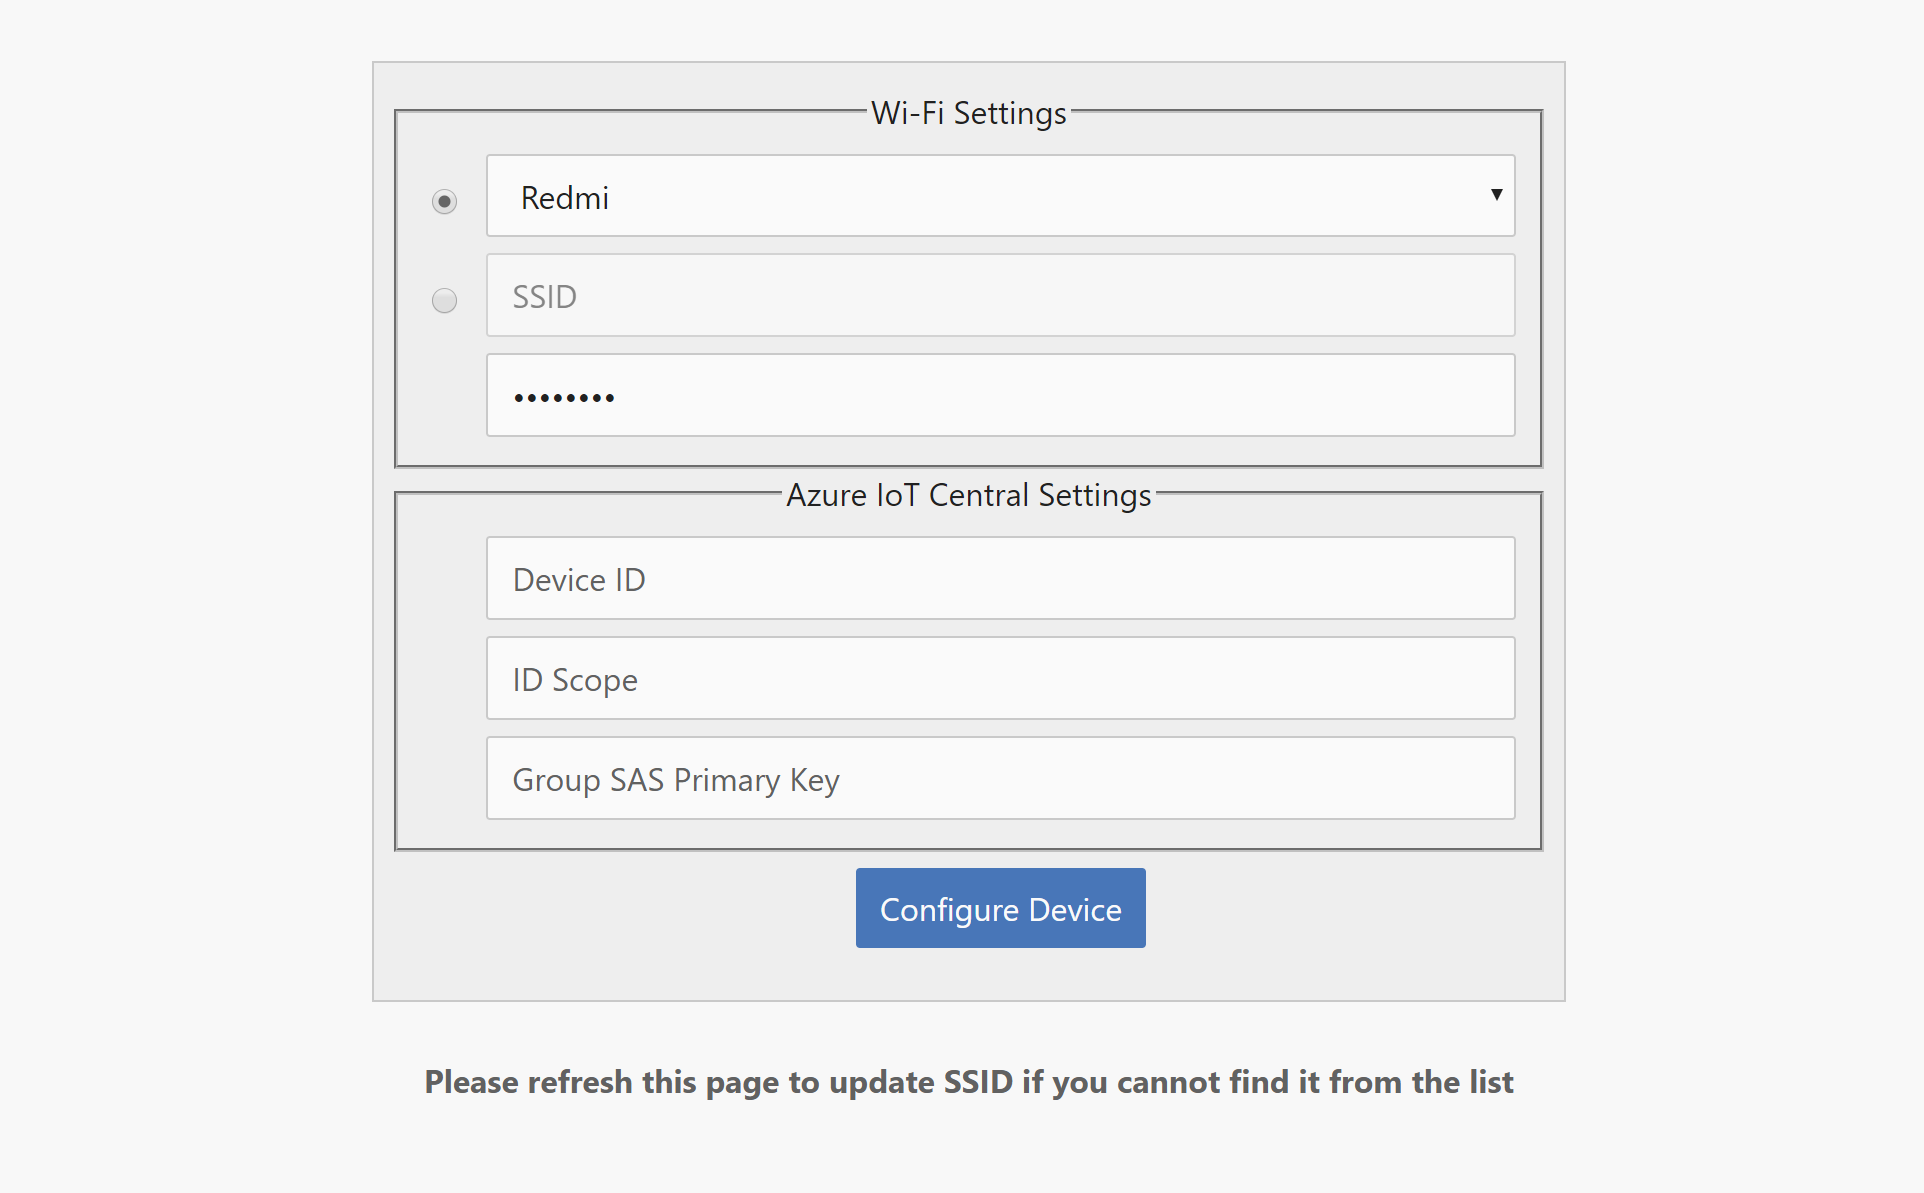 Wi-Fi Settings
Redmi
SSID
••••••••
Azure IoT Central Settings
Device ID
ID Scope
Group SAS Primary Key
Configure Device
Please refresh this page to update SSID if you cannot find it from the list